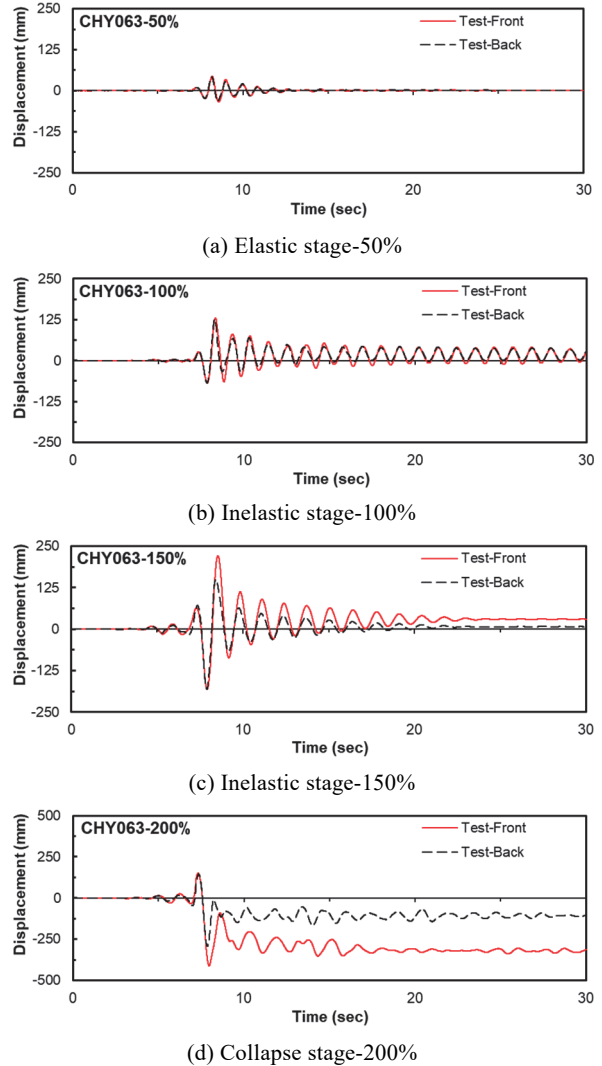 250
CHY063-50%
Test-Front
125
Test-Back
0
-125
-250
Displacement (mm)
0
10
20
30
Time (sec)
(a) Elastic stage-50%
250
CHY063-100%
Test-Front
125
Test-Back
0
-125
-250
Displacement (mm)
0
10
20
30
Time (sec)
(b) Inelastic stage-100%
250
CHY063-150%
Test-Front
125
Test-Back
0
-125
-250
Displacement (mm)
0
10
20
30
Time (sec)
(c) Inelastic stage-150%
500
CHY063-200%
Test-Front
250
Test-Back
0
-250
-500
Displacement (mm)
0
10
20
30
Time (sec)
(d) Collapse stage-200%